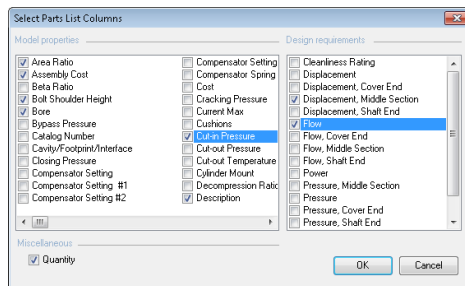 Select Parts List Columns
Model properties
Area Ratio
Assembly Cost
Beta Ratio
Bolt Shoulder Height
Bore
Bypass Pressure
Catalog Number
Cavity/Footprint/Interface
Closing Pressure
Compensator Setting
Compensator Setting #1
Compensator Setting #2
Compensator Setting
Compensator Spring
Cost
Cracking Pressure
Current Max
Cushions
Cut-in Pressure
Cut-out Pressure
Cut-out Temperature
Cylinder Mount
Decompression Ratio
Description
Design requirements
Cleanliness Rating
Displacement
Displacement, Cover End
Displacement, Middle Section
Displacement, Shaft End
Flow
Flow, Cover End
Flow, Middle Section
Flow, Shaft End
Power
Pressure, Middle Section
Pressure
Pressure, Cover End
Pressure, Shaft End
Miscellaneous
Quantity
OK
Cancel